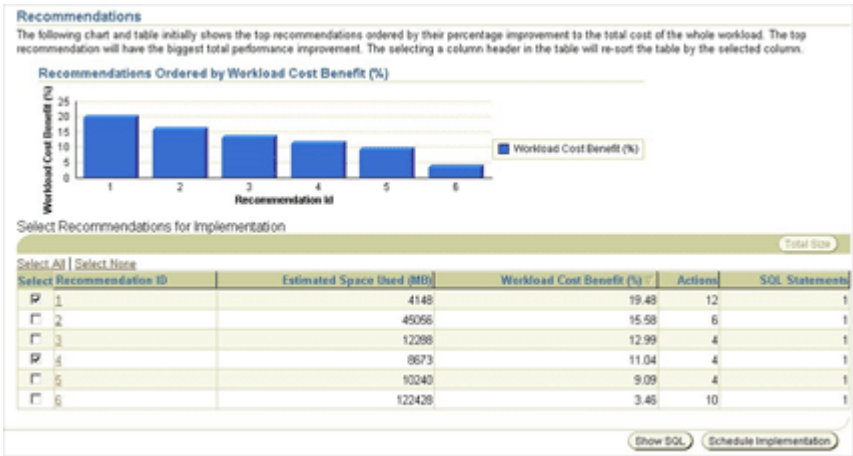 Recommendations
The following chart and table initially shows the top recommendations ordered by their percentage improvement to the total cost of the whole workload. The top
recommendation will have the biggest total performance improvement. The selecting a column header in the table will re-sort the table by the selected column.
Recommendations Ordered by Workload Cost Benefit (%)
Workload Cost Benefit (%)
25
20
15
10
5
0
1 2 3 4 5 6
Recommendation Id
Workload Cost Benefit (%)
Select Recommendations for Implementation
Total Size
Select All | Select None
Select Recommendation ID Estimated Space Used (MB) Workload Cost Benefit (%) Actions SQL Statements
1 4148 19.48 12 1
2 45056 15.58 6 1
3 12288 12.99 4 1
4 8673 11.04 4 1
5 10240 9.09 4 1
6 122428 3.46 10 1
Show SQL Schedule Implementation